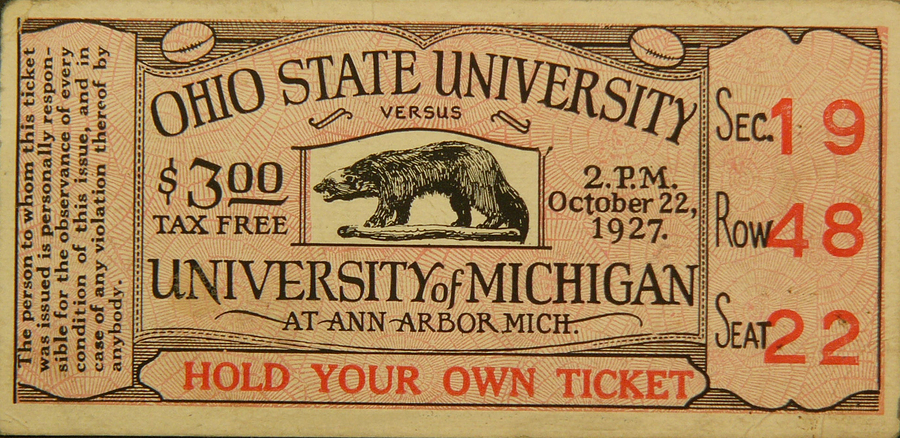 The person to whom this ticket
was issued is personally respon-
sible for the observance of every
condition of this issue, and in
case of any violation thereof by
anybody.
OHIO STATE UNIVERSITY
VERSUS
$3.00
TAX FREE
2.P.M.
October 22,
1927.
UNIVERSITY of MICHIGAN
AT ANN ARBOR MICH.
HOLD YOUR OWN TICKET
SEC. 19
ROW 48
SEAT 22